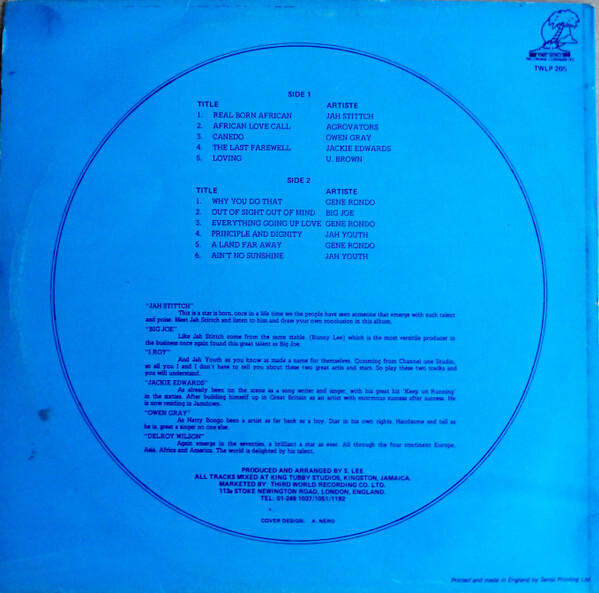 TWLP 205
SIDE 1
TITLE ARTISTE
1. REAL BORN AFRICAN JAH STITTCH
2. AFRICAN LOVE CALL AGROVATORS
3. CANEDO OWEN GRAY
4. THE LAST FAREWELL JACKIE EDWARDS
5. LOVING U. BROWN
SIDE 2
TITLE ARTISTE
1. WHY YOU DO THAT GENE RONDO
2. OUT OF SIGHT OUT OF MIND BIG JOE
3. EVERYTHING GOING UP LOVE GENE RONDO
4. PRINCIPLE AND DIGNITY JAH YOUTH
5. A LAND FAR AWAY GENE RONDO
6. AIN'T NO SUNSHINE JAH YOUTH
"JAH STITTCH"
This is a star is born, once in a life time we the people have seen someone that emerge with such talent
and poise. Meet Jah Stittch and listen to him and draw your own conclusion in this album.
"BIG JOE"
Like Jah Stittch come from the same stable. (Bunny Lee) which is the most versatile producer in
the business once again found this great talent as Big Joe.
"I ROY"
And Jah Youth as you know us made a name for themselves. Cumming from Channel one Studio,
so all you I and I don't have to tell you about these two great artis and stars. So play these two tracks and
you will understand.
"JACKIE EDWARDS"
As already been on the scene as a song writer and singer, with his great hit 'Keep on Running'
in the sixties. After building himself up in Great Britain as an artist with enormous success after success. He
is now residing in Jamdown.
"OWEN GRAY"
As Natty Bongo been a artist as far back as a boy. Star in his own rights. Handsome and tall as
he is, great a singer no one else.
"DELROY WILSON"
Again emerge in the seventies, a brilliant a star as ever. All through the four continent Europe,
Asia, Africa and America. The world is delighted by his talent.
PRODUCED AND ARRANGED BY S. LEE
ALL TRACKS MIXED AT KING TUBBY STUDIOS, KINGSTON, JAMAICA.
MARKETED BY: THIRD WORLD RECORDING CO. LTD.
113a STOKE NEWINGTON ROAD, LONDON, ENGLAND.
TEL: 01-249 1037/1051/1192
COVER DESIGN: A. NERO
Printed and made in England by Senol Printing Ltd